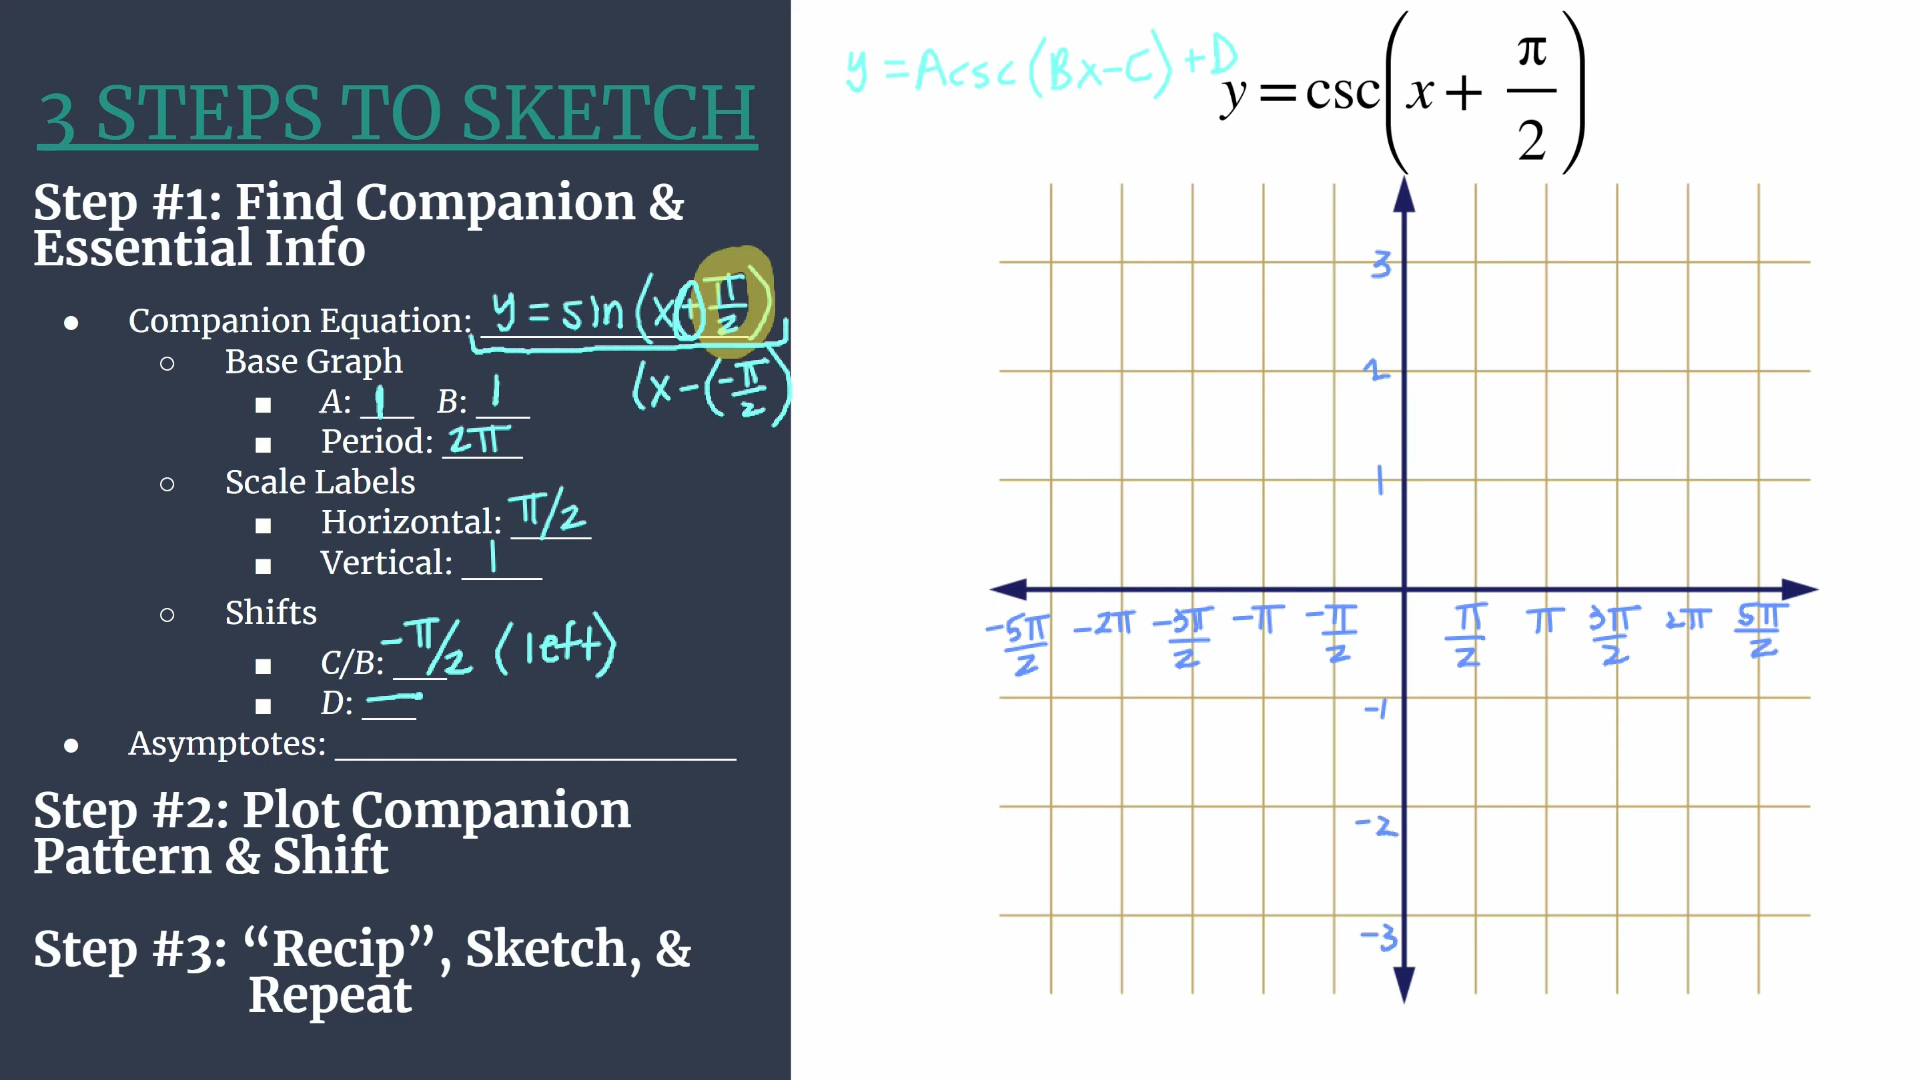 3 STEPS TO SKETCH
Step #1: Find Companion &
Essential Info
● Companion Equation: y = sin(x+π/2)
(x-(-π/2))
○ Base Graph
■ A: 1 B: 1
■ Period: 2π
○ Scale Labels
■ Horizontal: π/2
■ Vertical: 1
○ Shifts
■ C/B: -π/2 (left)
■ D: —
● Asymptotes: ____________________
Step #2: Plot Companion
Pattern & Shift
Step #3: “Recip”, Sketch, &
Repeat
y = Acsc(Bx-C)+D
y = csc(x + π/2)
3
2
1
-5π/2 -2π -3π/2 -π -π/2 π/2 π 3π/2 2π 5π/2
-1
-2
-3